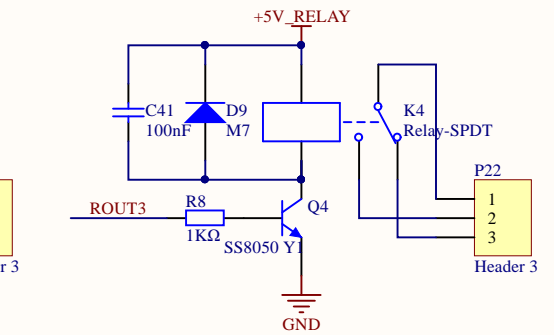 +5V_RELAY
C41
100nF
D9
M7
K4
Relay-SPDT
P22
1
2
3
Header 3
ROUT3
R8
1KΩ
Q4
SS8050 Y1
GND
r 3